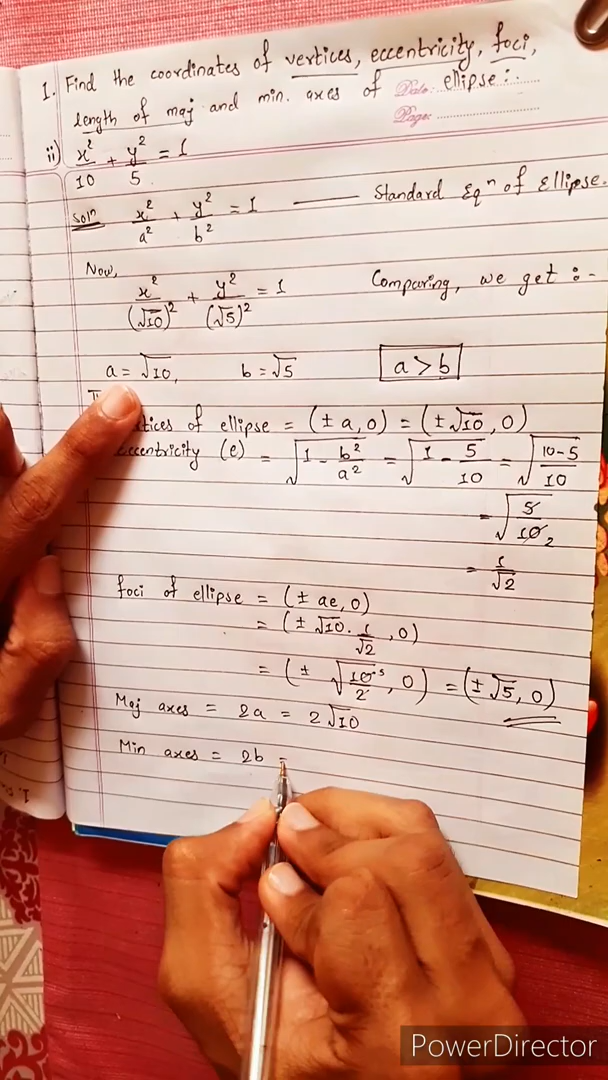 1. Find the coordinates of vertices, eccentricity, foci,
length of maj and min. axes of ellipse :-
Date:
Page:
ii) x²/10 + y²/5 = 1
Solⁿ x²/a² + y²/b² = 1 —— Standard Eqⁿ of Ellipse.
Now,
x²/(√10)² + y²/(√5)² = 1 Comparing, we get :-
a = √10, b = √5 a > b
of ellipse = (± a, 0) = (± √10, 0)
(e) = √(1 - b²/a²) = √(1 - 5/10) = √((10-5)/10)
= √(5/10) 2
= 1/√2
foci of ellipse = (± ae, 0)
= (± √10 · 1/√2, 0)
= (± √(10/2) 5, 0) = (± √5, 0)
Maj axes = 2a = 2√10
Min axes = 2b =
PowerDirector